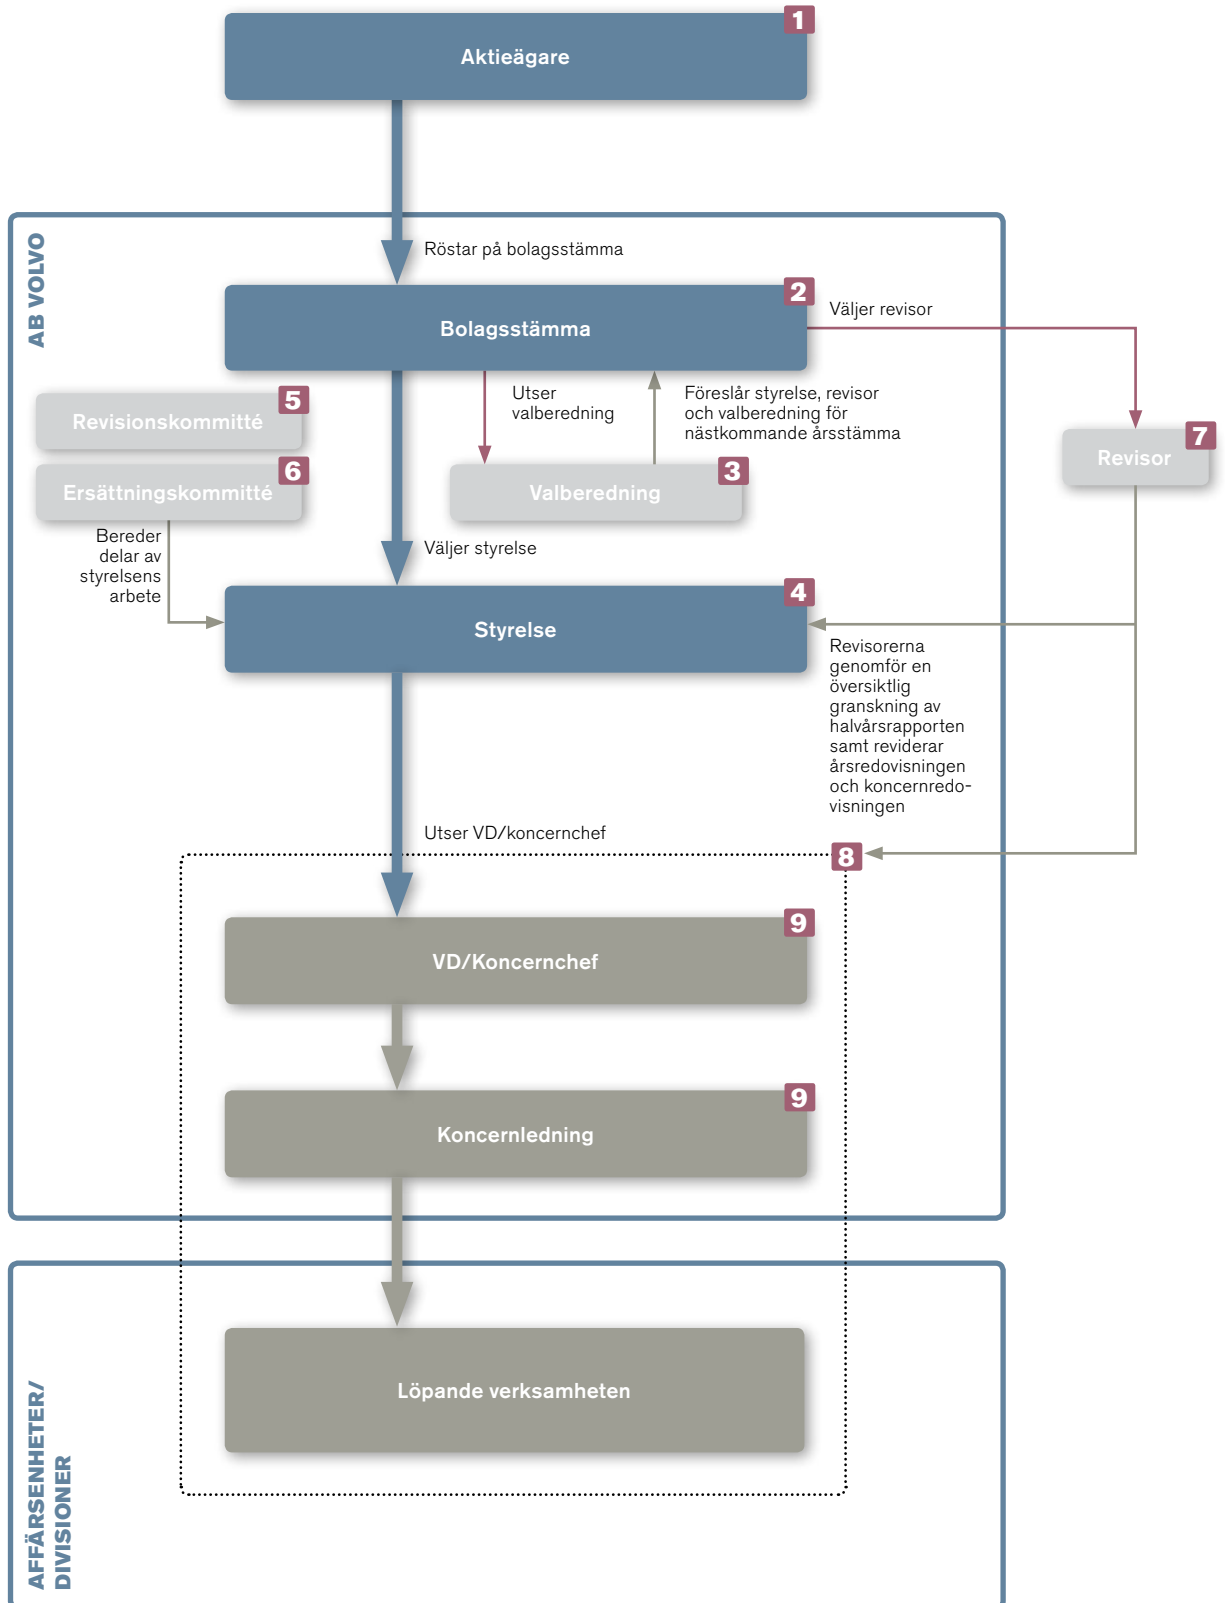 1
Aktieägare
AB VOLVO
Röstar på bolagsstämma
2
Bolagsstämma
Väljer revisor
5
Revisionskommitté
6
Ersättningskommitté
Utser
valberedning
Föreslår styrelse, revisor
och valberedning för
nästkommande årsstämma
3
Valberedning
7
Revisor
Bereder
delar av
styrelsens
arbete
Väljer styrelse
4
Styrelse
Revisorerna
genomför en
översiktlig
granskning av
halvårsrapporten
samt reviderar
årsredovisningen
och koncernredo-
visningen
Utser VD/koncernchef
8
9
VD/Koncernchef
9
Koncernledning
Löpande verksamheten
AFFÄRSENHETER/
DIVISIONER